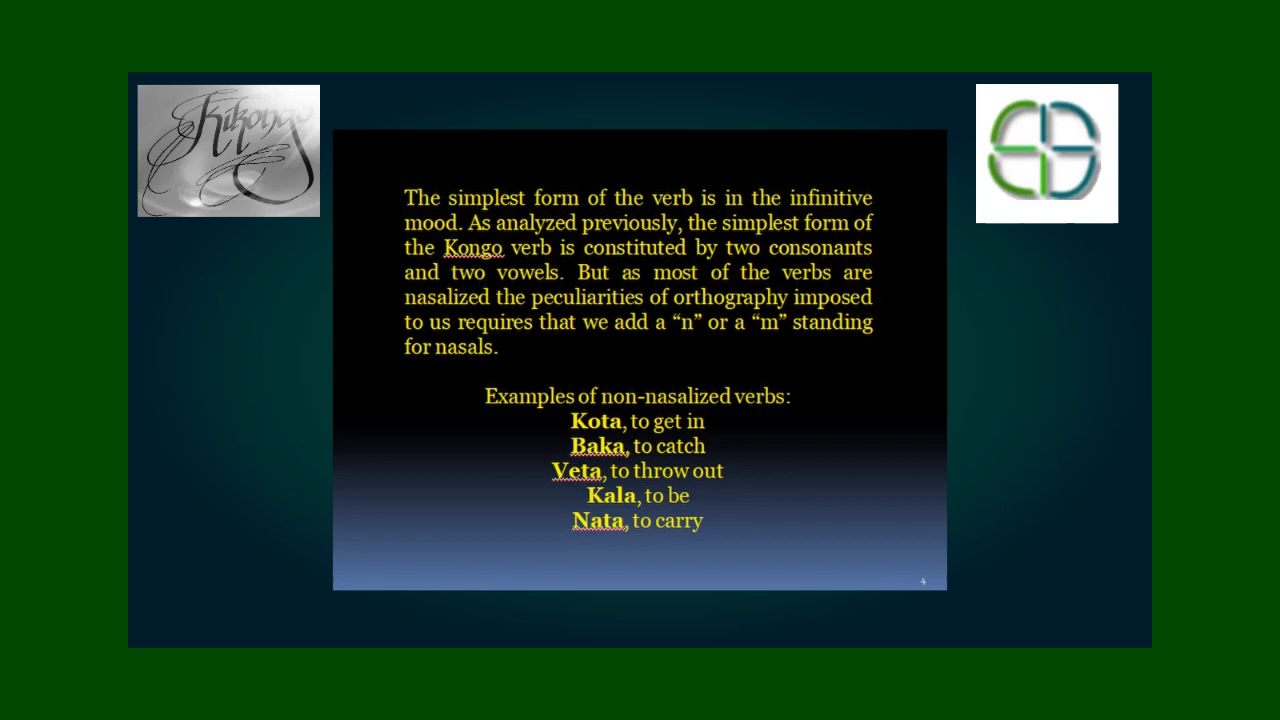 Kikongo
The simplest form of the verb is in the infinitive
mood. As analyzed previously, the simplest form of
the Kongo verb is constituted by two consonants
and two vowels. But as most of the verbs are
nasalized the peculiarities of orthography imposed
to us requires that we add a “n” or a “m” standing
for nasals.
Examples of non-nasalized verbs:
Kota, to get in
Baka, to catch
Veta, to throw out
Kala, to be
Nata, to carry
4